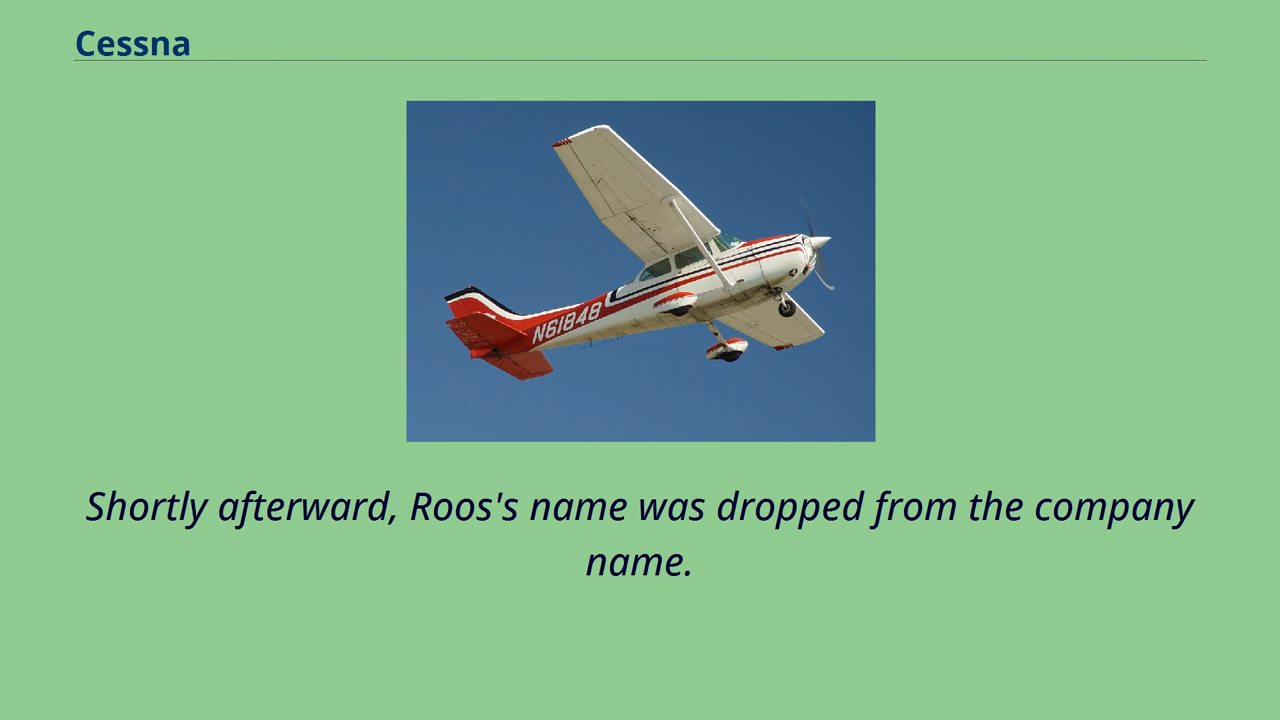 Cessna
N61848
Shortly afterward, Roos's name was dropped from the company
name.